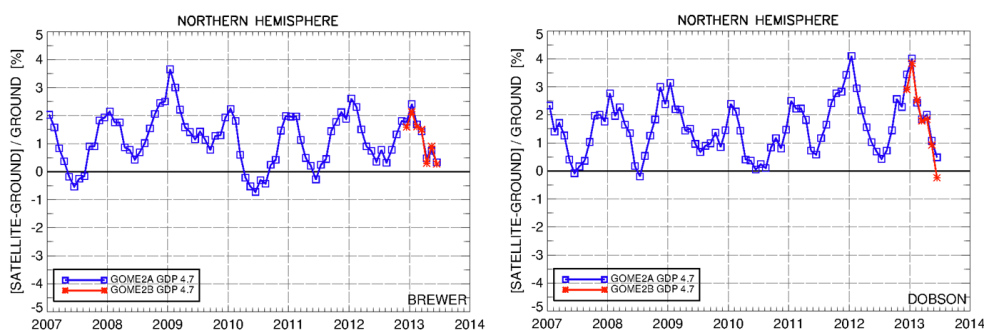 NORTHERN HEMISPHERE
[SATELLITE-GROUND] / GROUND [%]
5
4
3
2
1
0
-1
-2
-3
-4
-5
GOME2A GDP 4.7
GOME2B GDP 4.7
BREWER
2007 2008 2009 2010 2011 2012 2013 2014
NORTHERN HEMISPHERE
[SATELLITE-GROUND] / GROUND [%]
5
4
3
2
1
0
-1
-2
-3
-4
-5
GOME2A GDP 4.7
GOME2B GDP 4.7
DOBSON
2007 2008 2009 2010 2011 2012 2013 2014